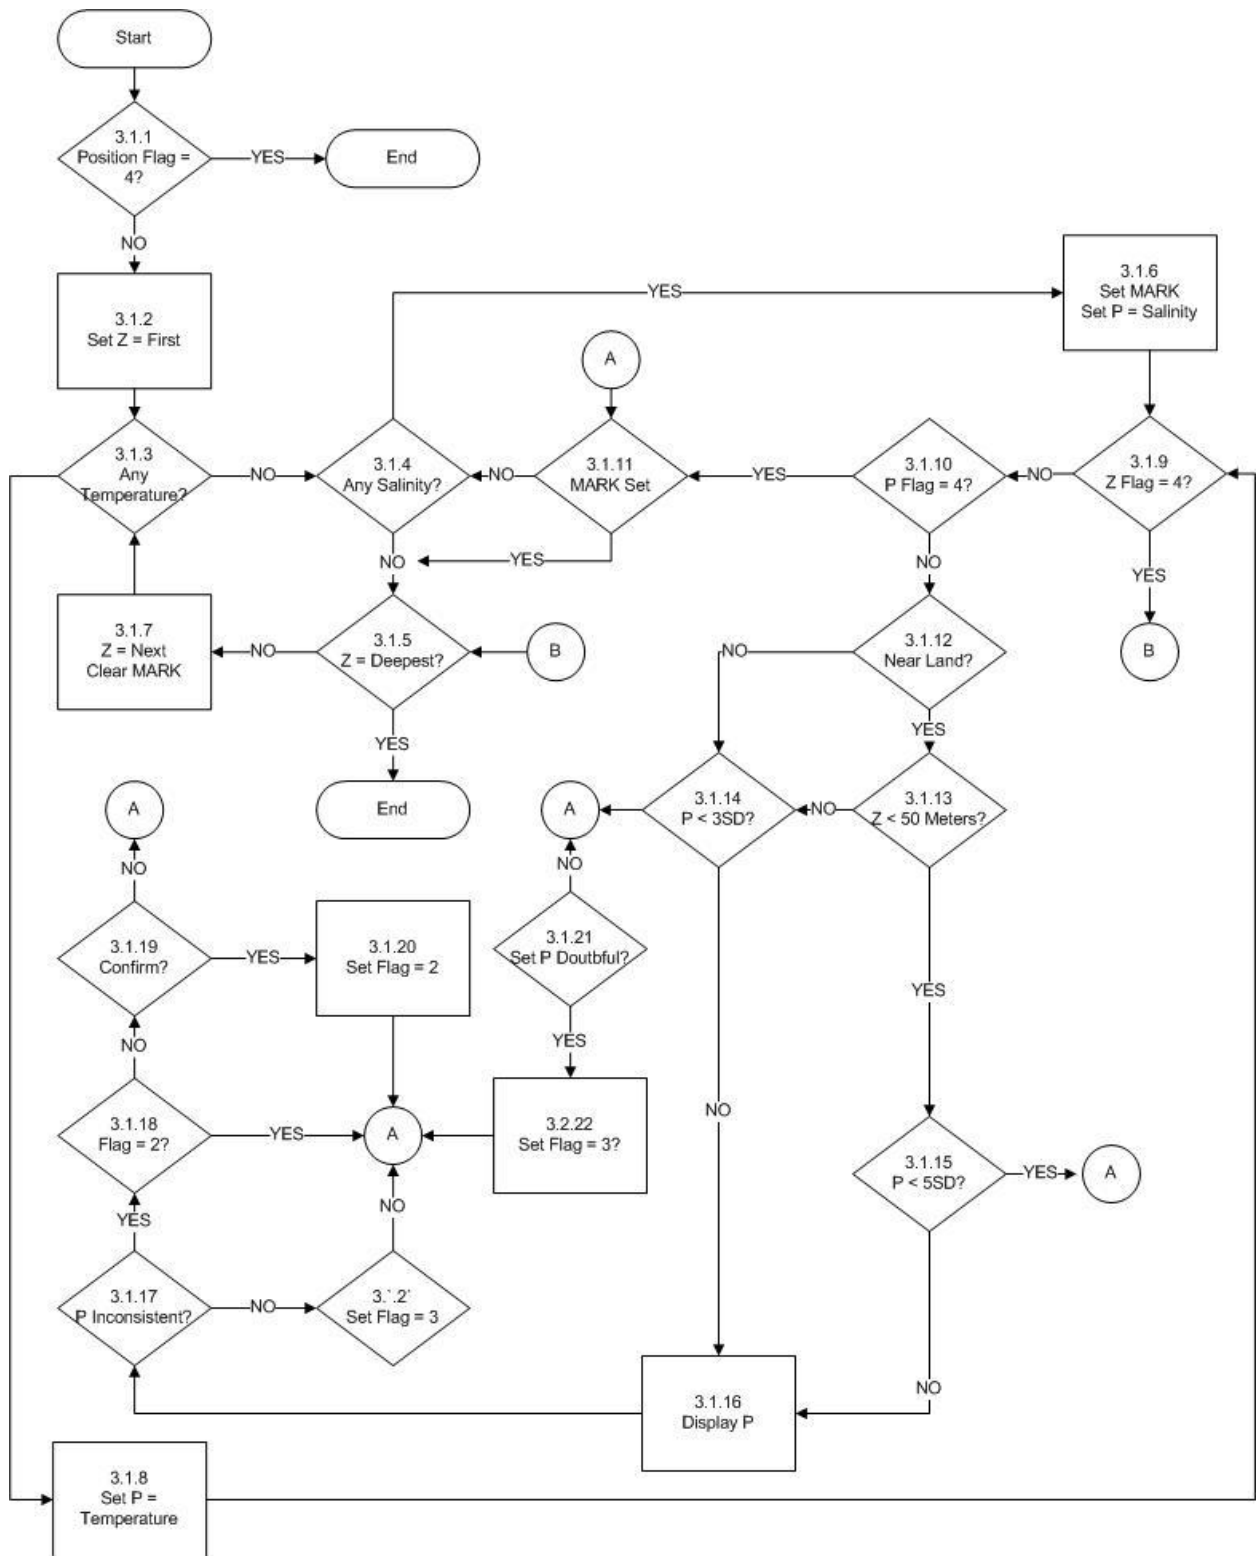 Start
3.1.1
Position Flag =
4?
YES
End
NO
3.1.2
Set Z = First
YES
3.1.6
Set MARK
Set P = Salinity
A
3.1.3
Any
Temperature?
NO
3.1.4
Any Salinity?
NO
3.1.11
MARK Set
YES
3.1.10
P Flag = 4?
NO
3.1.9
Z Flag = 4?
NO
YES
NO
YES
3.1.7
Z = Next
Clear MARK
NO
3.1.5
Z = Deepest?
B
3.1.12
Near Land?
B
NO
YES
YES
A
End
A
3.1.14
P < 3SD?
NO
3.1.13
Z < 50 Meters?
NO
NO
3.1.19
Confirm?
YES
3.1.20
Set Flag = 2
3.1.21
Set P Doutbful?
YES
NO
YES
3.1.18
Flag = 2?
YES
A
3.2.22
Set Flag = 3?
NO
3.1.15
P < 5SD?
YES
A
YES
NO
3.1.17
P Inconsistent?
NO
3.`.2`
Set Flag = 3
NO
3.1.16
Display P
3.1.8
Set P =
Temperature